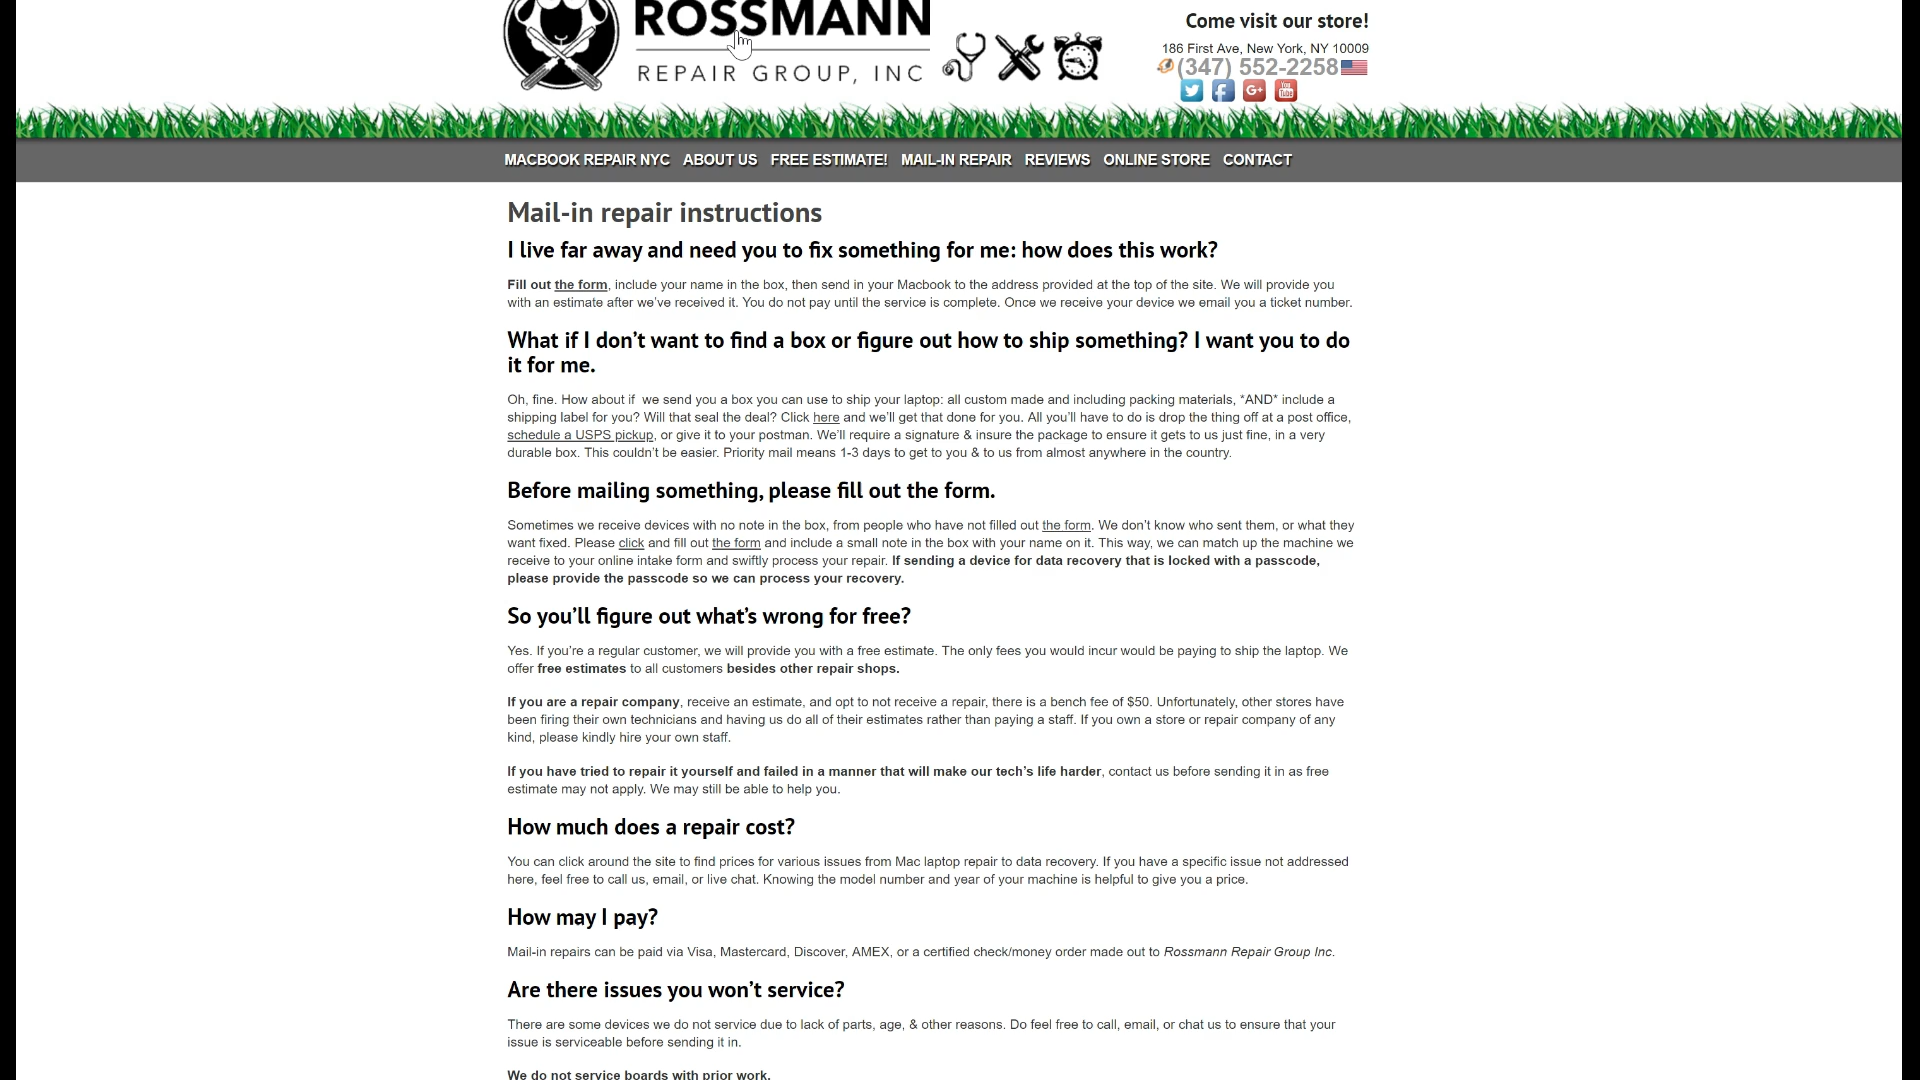 ROSSMANN
REPAIR GROUP, INC
Come visit our store!
186 First Ave, New York, NY 10009
(347) 552-2258
MACBOOK REPAIR NYC ABOUT US FREE ESTIMATE! MAIL-IN REPAIR REVIEWS ONLINE STORE CONTACT
Mail-in repair instructions
I live far away and need you to fix something for me: how does this work?
Fill out the form, include your name in the box, then send in your Macbook to the address provided at the top of the site. We will provide you
with an estimate after we’ve received it. You do not pay until the service is complete. Once we receive your device we email you a ticket number.
What if I don’t want to find a box or figure out how to ship something? I want you to do
it for me.
Oh, fine. How about if we send you a box you can use to ship your laptop: all custom made and including packing materials, *AND* include a
shipping label for you? Will that seal the deal? Click here and we’ll get that done for you. All you’ll have to do is drop the thing off at a post office,
schedule a USPS pickup, or give it to your postman. We’ll require a signature & insure the package to ensure it gets to us just fine, in a very
durable box. This couldn’t be easier. Priority mail means 1-3 days to get to you & to us from almost anywhere in the country.
Before mailing something, please fill out the form.
Sometimes we receive devices with no note in the box, from people who have not filled out the form. We don’t know who sent them, or what they
want fixed. Please click and fill out the form and include a small note in the box with your name on it. This way, we can match up the machine we
receive to your online intake form and swiftly process your repair. If sending a device for data recovery that is locked with a passcode,
please provide the passcode so we can process your recovery.
So you’ll figure out what’s wrong for free?
Yes. If you’re a regular customer, we will provide you with a free estimate. The only fees you would incur would be paying to ship the laptop. We
offer free estimates to all customers besides other repair shops.
If you are a repair company, receive an estimate, and opt to not receive a repair, there is a bench fee of $50. Unfortunately, other stores have
been firing their own technicians and having us do all of their estimates rather than paying a staff. If you own a store or repair company of any
kind, please kindly hire your own staff.
If you have tried to repair it yourself and failed in a manner that will make our tech’s life harder, contact us before sending it in as free
estimate may not apply. We may still be able to help you.
How much does a repair cost?
You can click around the site to find prices for various issues from Mac laptop repair to data recovery. If you have a specific issue not addressed
here, feel free to call us, email, or live chat. Knowing the model number and year of your machine is helpful to give you a price.
How may I pay?
Mail-in repairs can be paid via Visa, Mastercard, Discover, AMEX, or a certified check/money order made out to Rossmann Repair Group Inc.
Are there issues you won’t service?
There are some devices we do not service due to lack of parts, age, & other reasons. Do feel free to call, email, or chat us to ensure that your
issue is serviceable before sending it in.
We do not service boards with prior work.